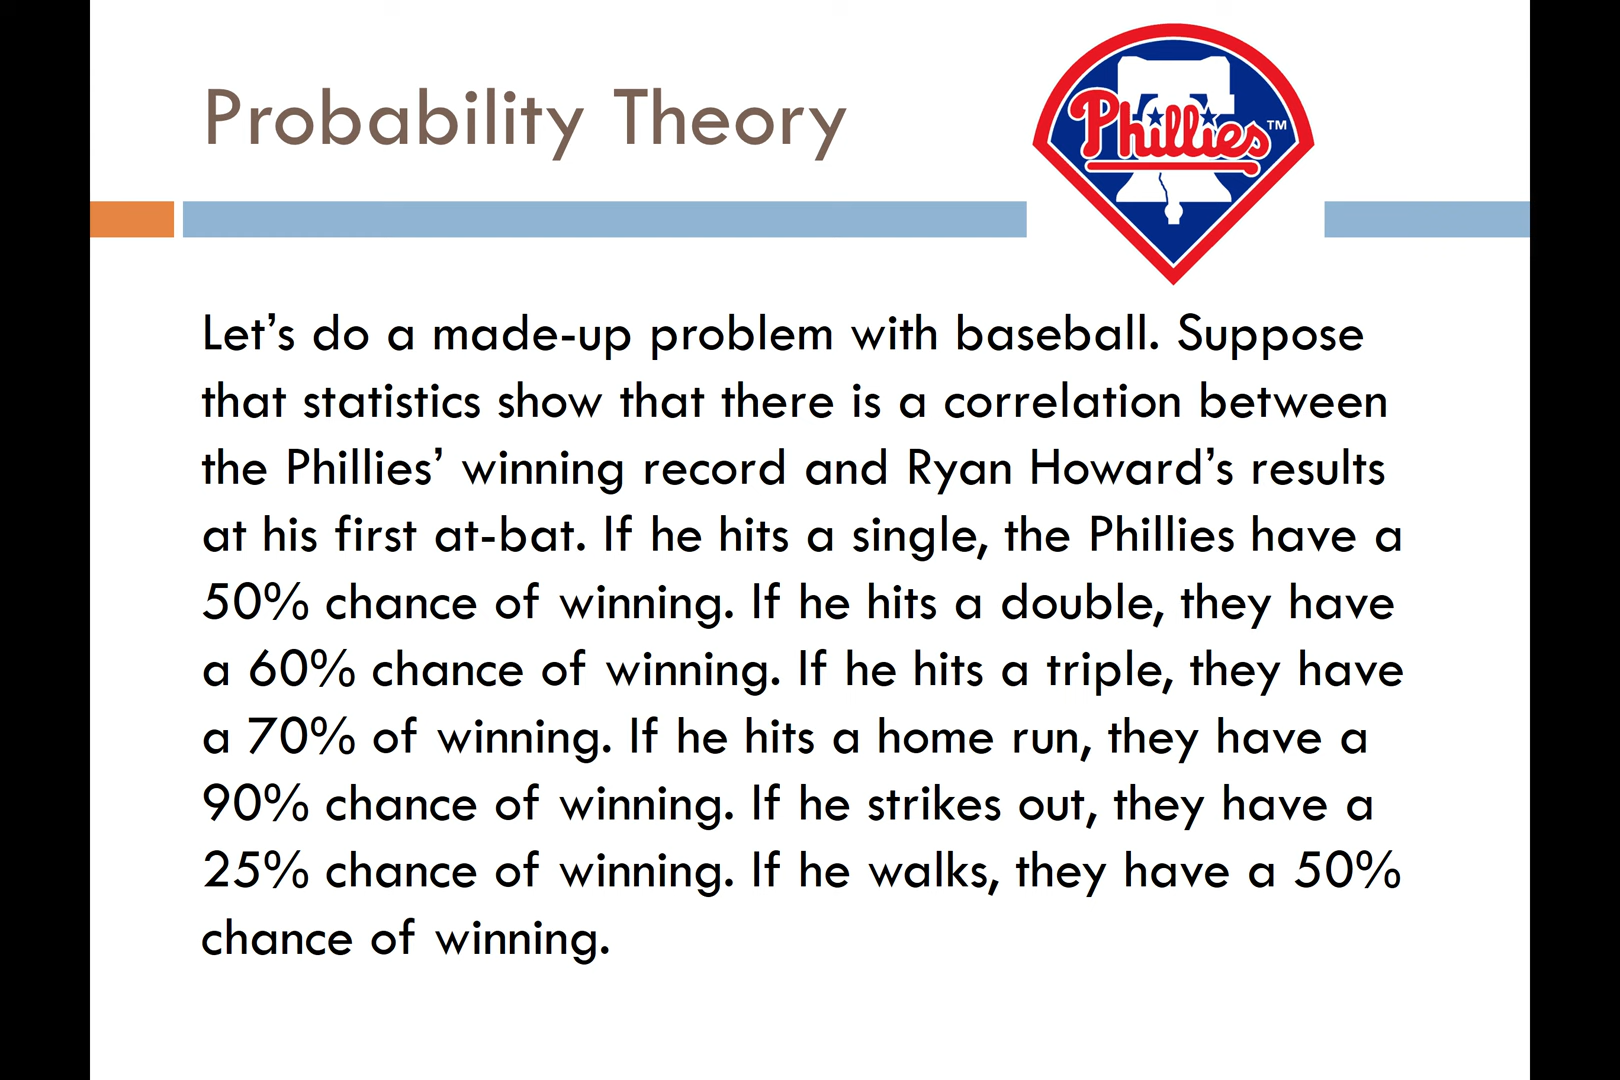 Probability Theory
Phillies™
Let’s do a made-up problem with baseball. Suppose
that statistics show that there is a correlation between
the Phillies’ winning record and Ryan Howard’s results
at his first at-bat. If he hits a single, the Phillies have a
50% chance of winning. If he hits a double, they have
a 60% chance of winning. If he hits a triple, they have
a 70% of winning. If he hits a home run, they have a
90% chance of winning. If he strikes out, they have a
25% chance of winning. If he walks, they have a 50%
chance of winning.